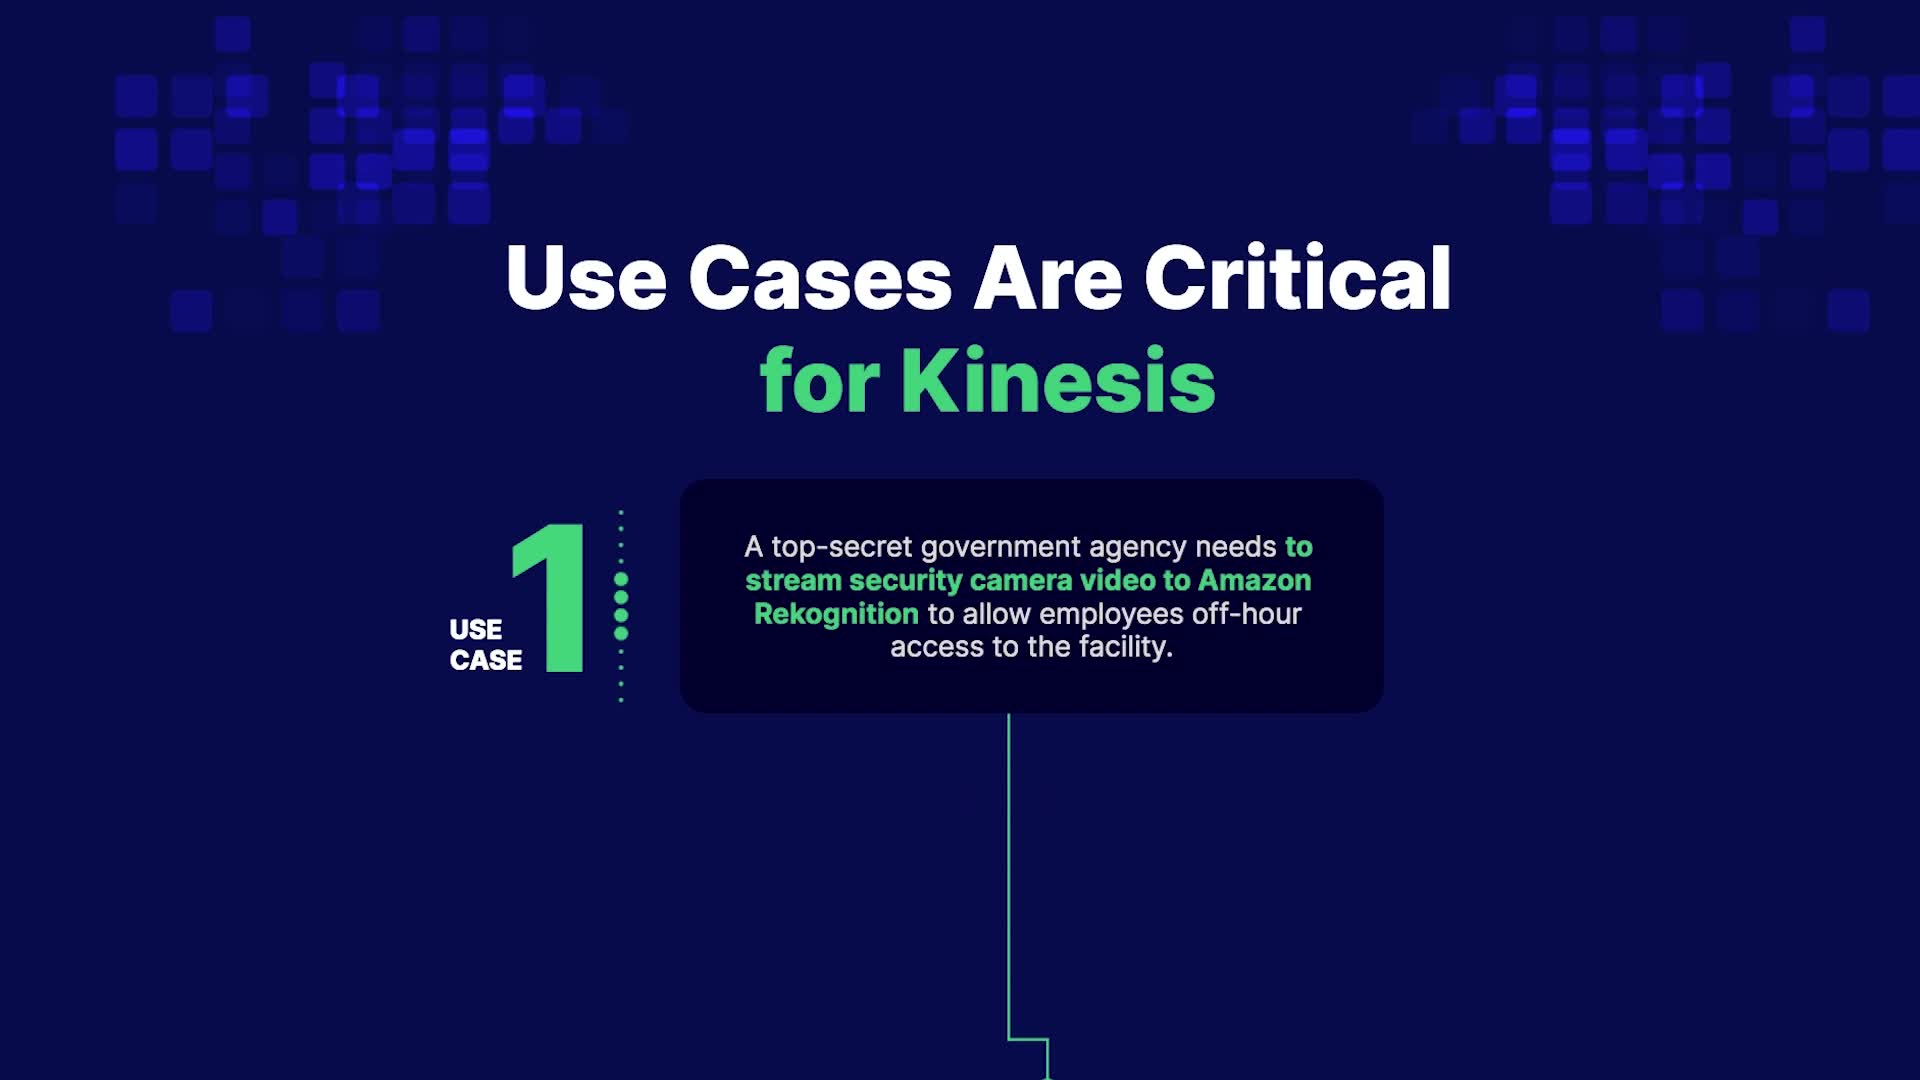 Use Cases Are Critical
for Kinesis
USE
CASE
1
A top-secret government agency needs to
stream security camera video to Amazon
Rekognition to allow employees off-hour
access to the facility.